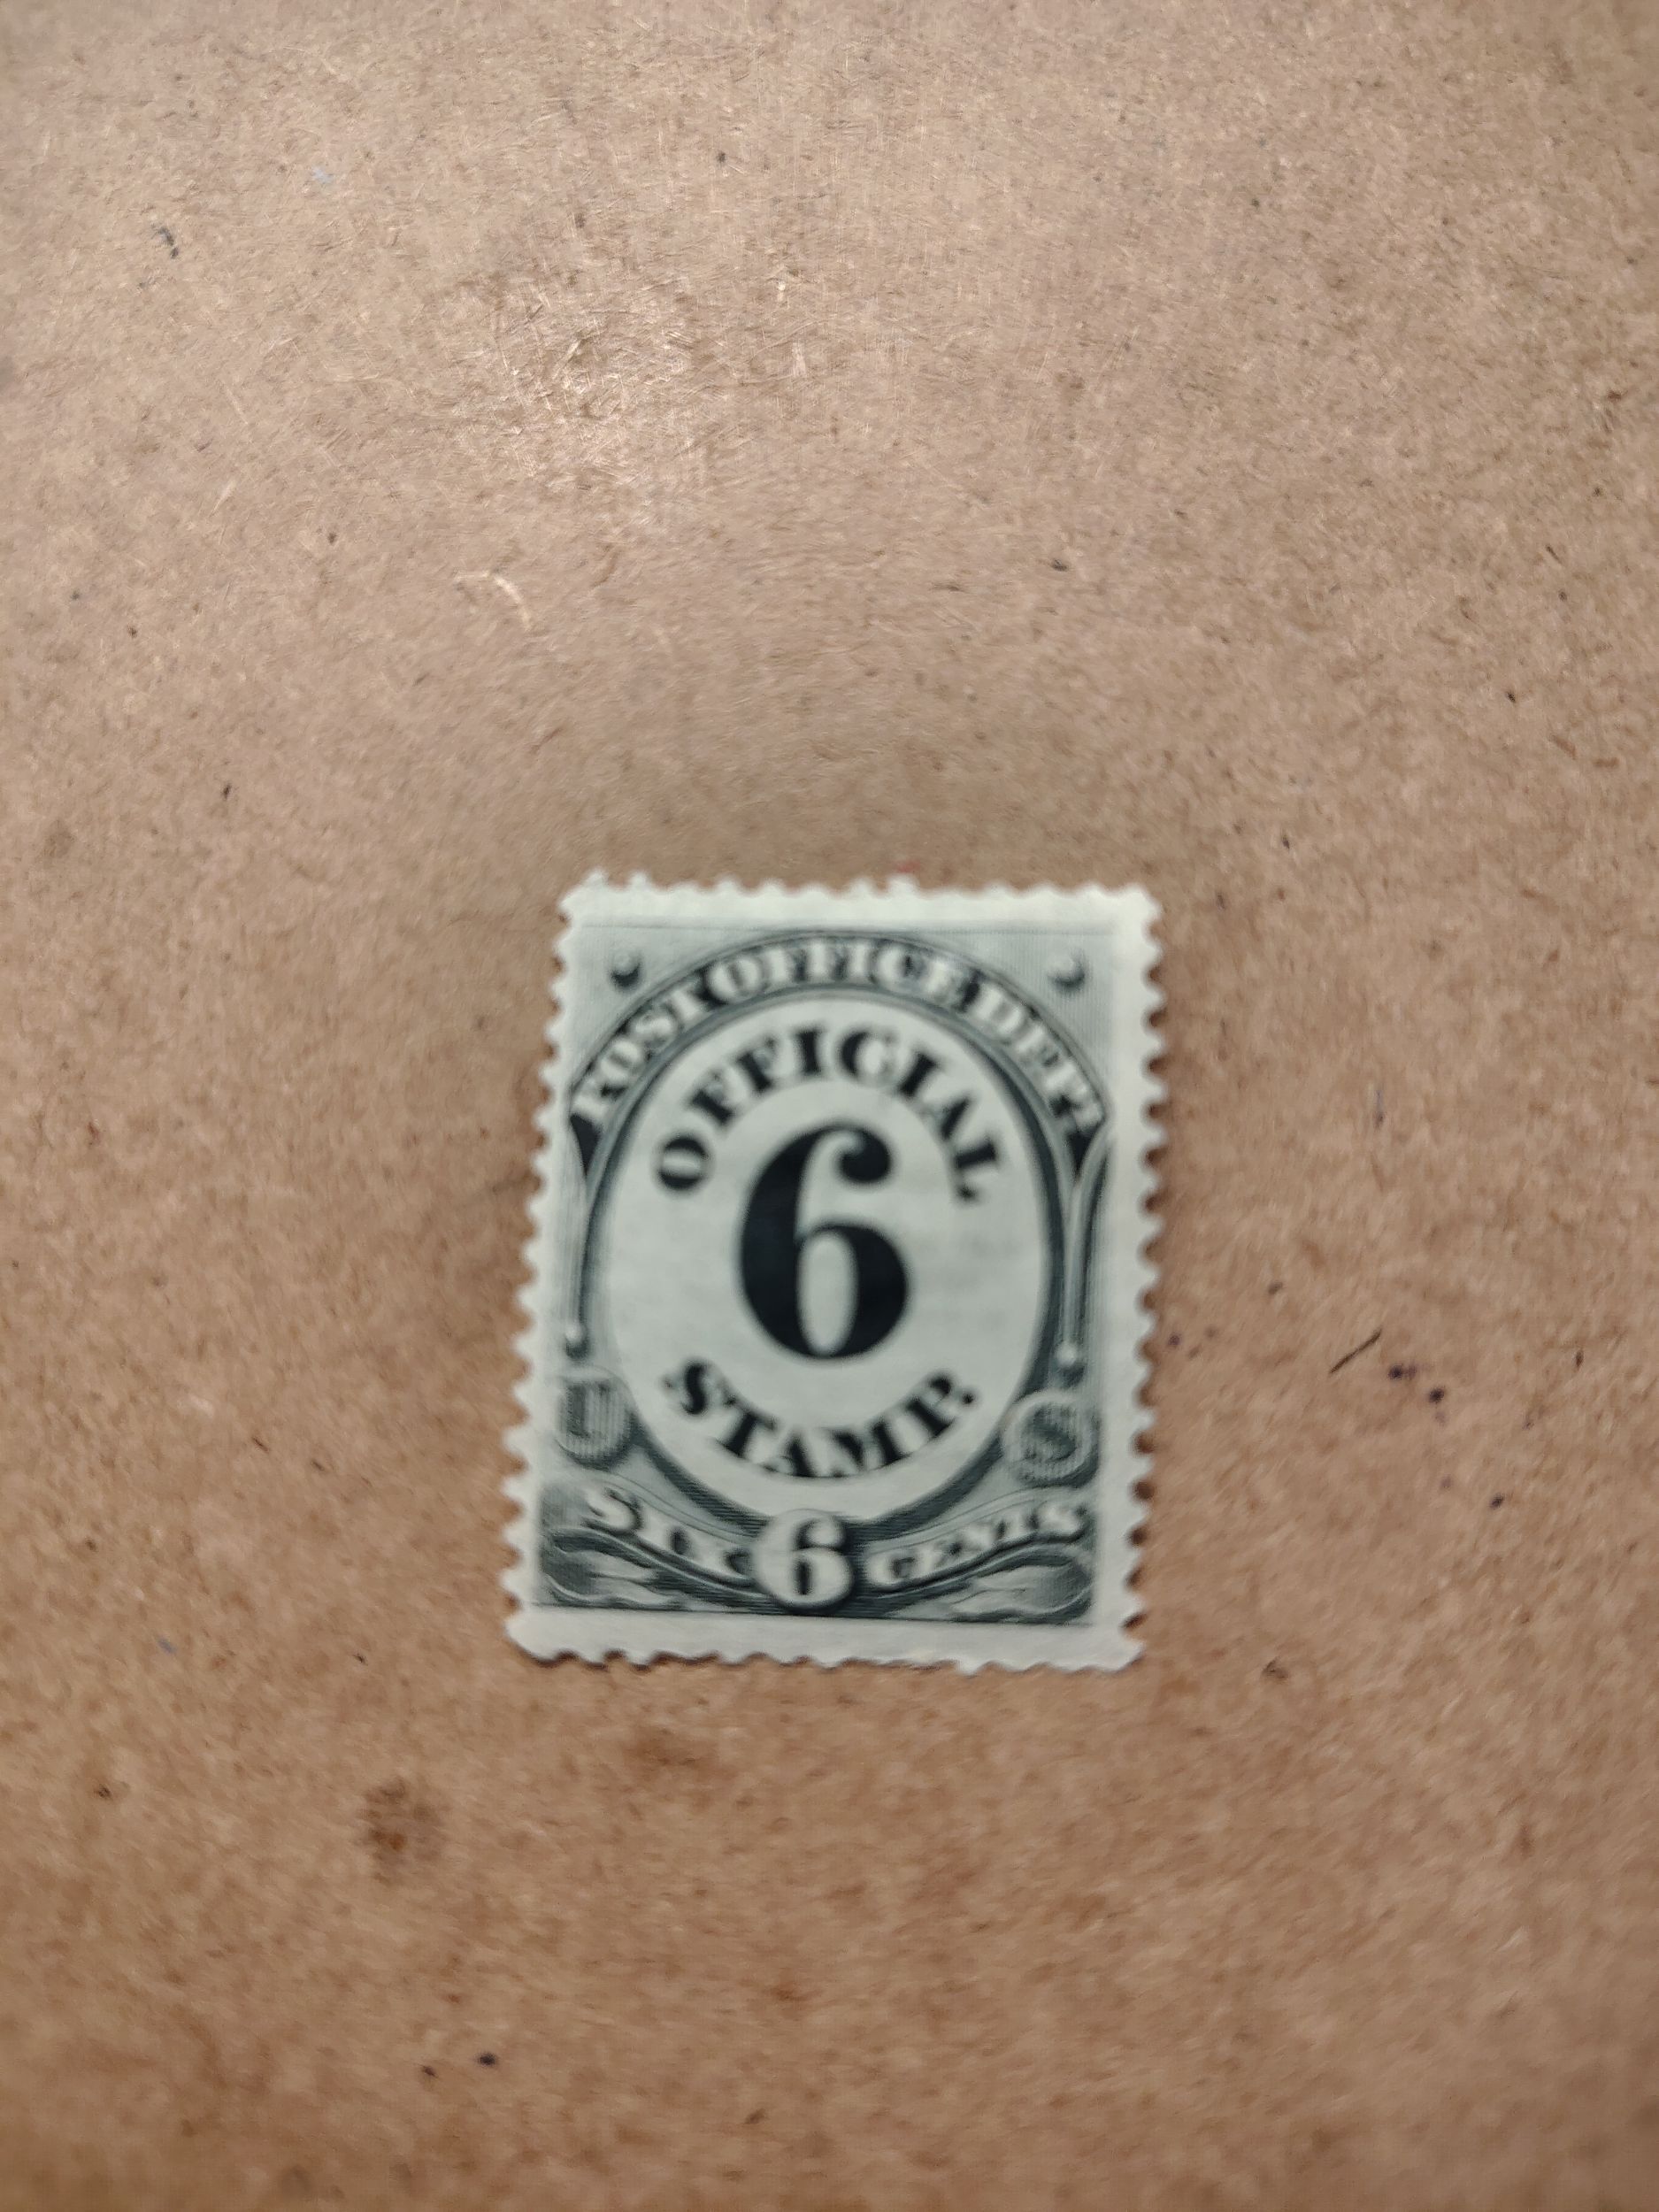 POST OFFICE DEPT.
OFFICIAL
6
STAMP.
U S
SIX 6 CENTS